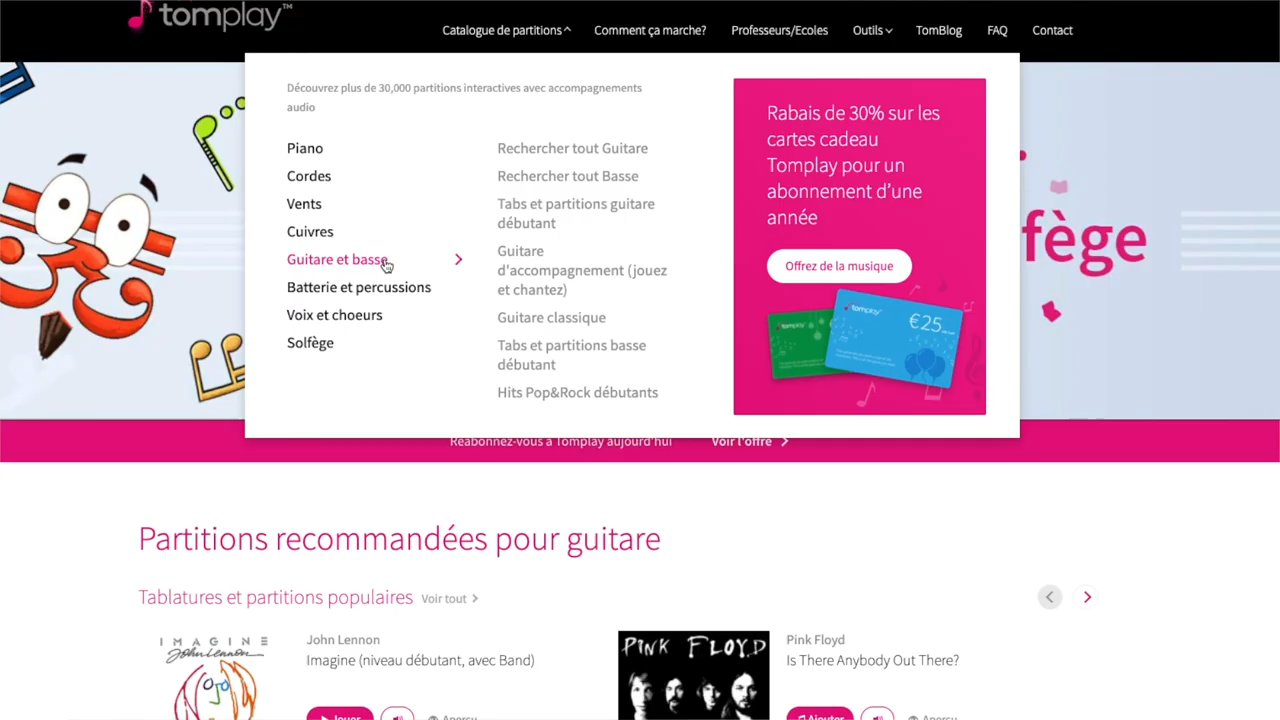 tomplay™
Catalogue de partitions
Comment ça marche?
Professeurs/Ecoles
Outils
TomBlog
FAQ
Contact
Découvrez plus de 30,000 partitions interactives avec accompagnements
audio
Piano
Cordes
Vents
Cuivres
Guitare et basse
Batterie et percussions
Voix et choeurs
Solfège
Rechercher tout Guitare
Rechercher tout Basse
Tabs et partitions guitare
débutant
Guitare
d'accompagnement (jouez
et chantez)
Guitare classique
Tabs et partitions basse
débutant
Hits Pop&Rock débutants
Rabais de 30% sur les
cartes cadeau
Tomplay pour un
abonnement d’une
année
Offrez de la musique
tomplay
tomplay
€25
fège
Réabonnez-vous à Tomplay aujourd'hui
Voir l'offre
Partitions recommandées pour guitare
Tablatures et partitions populaires
Voir tout
IMAGINE
John Lennon
John Lennon
Imagine (niveau débutant, avec Band)
Jouer
Aperçu
PINK FLOYD
Pink Floyd
Is There Anybody Out There?
Ajouter
Aperçu